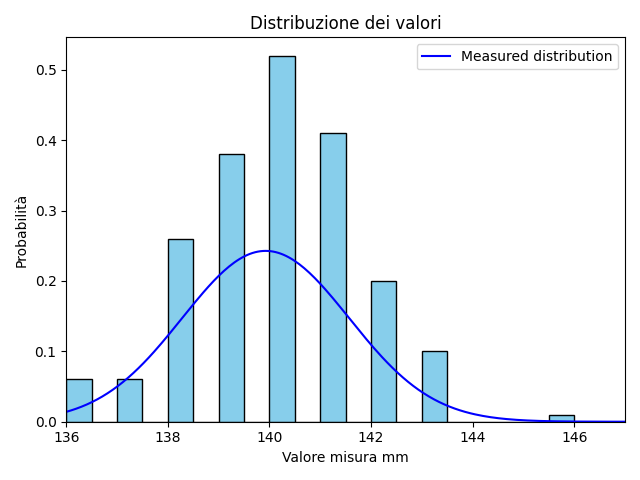 Distribuzione dei valori
Measured distribution
0.5
0.4
0.3
0.2
0.1
0.0
Probabilità
136 138 140 142 144 146
Valore misura mm